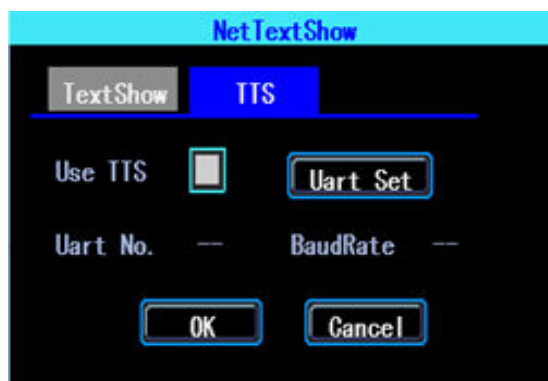 NetTextShow
TextShow TTS
Use TTS Uart Set
Uart No. -- BaudRate --
OK Cancel